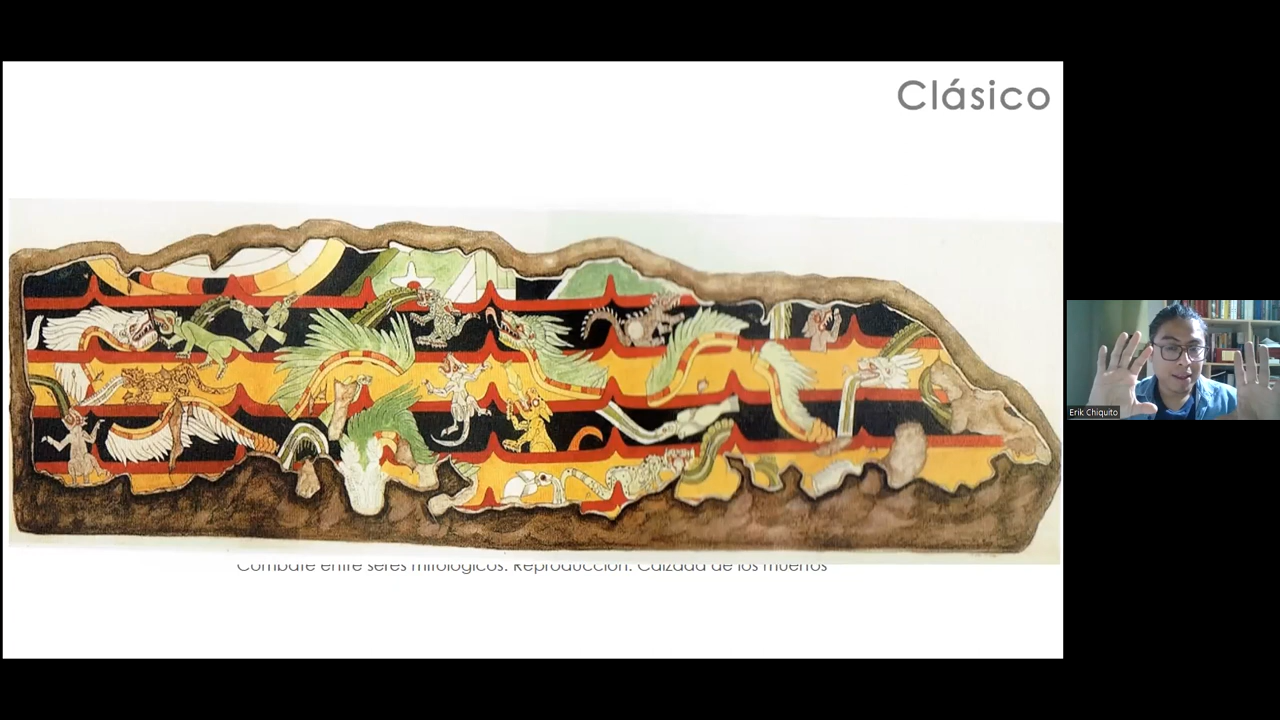 Clásico
Erik Chiquito
Combate entre seres mitológicos. Reproducción. Calzada de los muertos